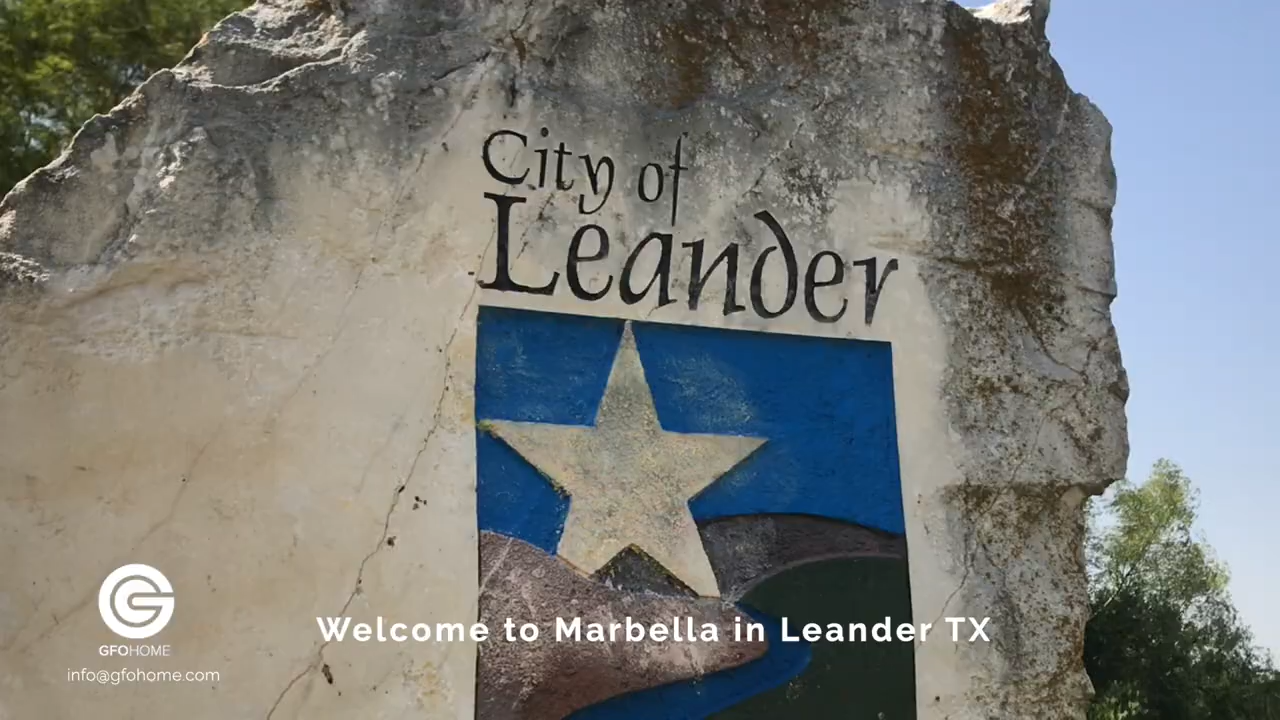 City of
Leander
GFOHOME
Welcome to Marbella in Leander TX
info@gfohome.com